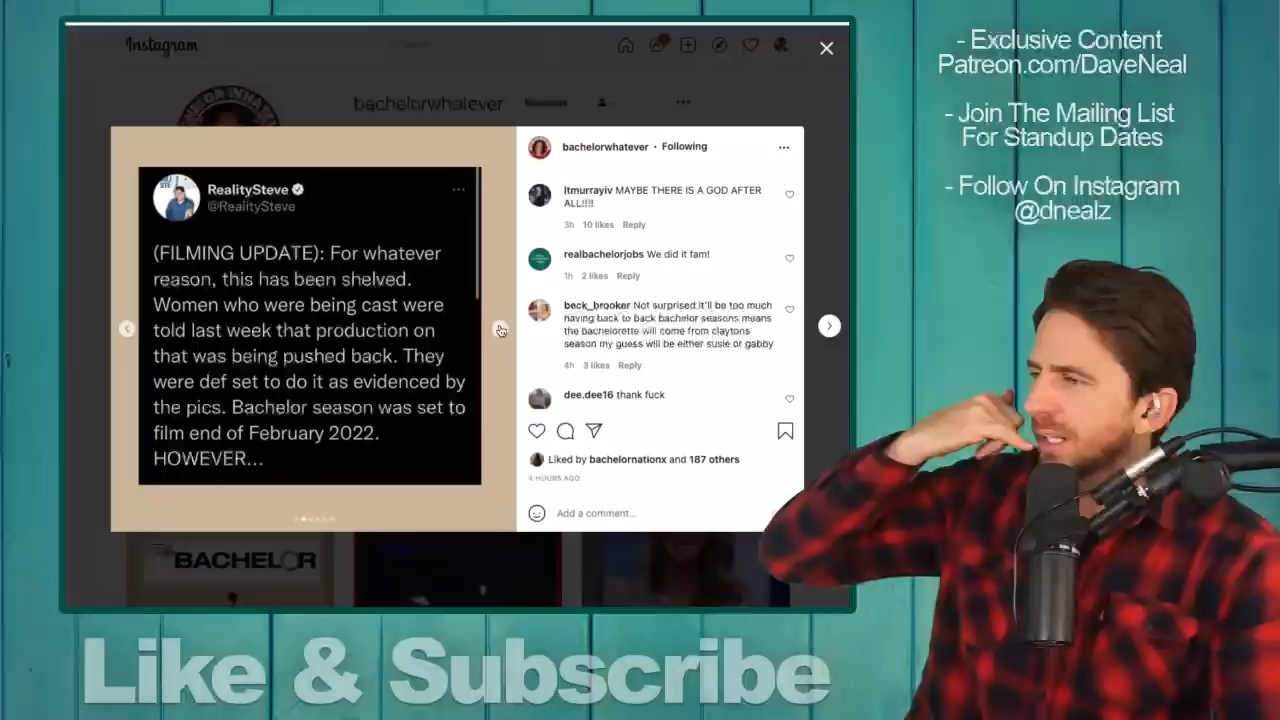 Instagram
bachelorwhatever
bachelorwhatever • Following
RealitySteve
@RealitySteve
(FILMING UPDATE): For whatever
reason, this has been shelved.
Women who were being cast were
told last week that production on
that was being pushed back. They
were def set to do it as evidenced by
the pics. Bachelor season was set to
film end of February 2022.
HOWEVER...
ltmurrayiv MAYBE THERE IS A GOD AFTER
ALL!!!!
3h 10 likes Reply
realbachelorjobs We did it fam!
1h 2 likes Reply
beck_brooker Not surprised it'll be too much
having back to back bachelor seasons means
the bachelorette will come from claytons
season my guess will be either susie or gabby
4h 3 likes Reply
dee.dee16 thank fuck
Liked by bachelornationx and 187 others
4 HOURS AGO
Add a comment...
BACHELOR
Like & Subscribe
- Exclusive Content
Patreon.com/DaveNeal
- Join The Mailing List
For Standup Dates
- Follow On Instagram
@dnealz